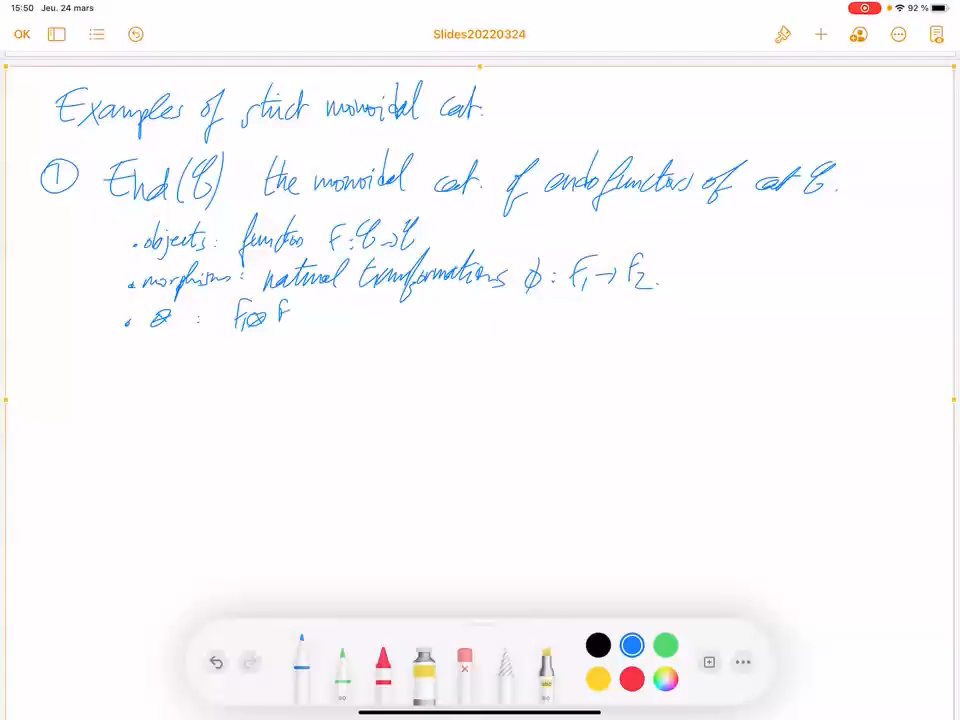 15:50 Jeu. 24 mars 92 %
OK Slides20220324
Examples of strict monoidal cat.
① End(𝒞) the monoidal cat. of endofunctors of cat 𝒞.
• objects: functors F: 𝒞 → 𝒞
• morphisms: natural transformations ϕ: F₁ → F₂.
• ⊗ : F₁⊗ F